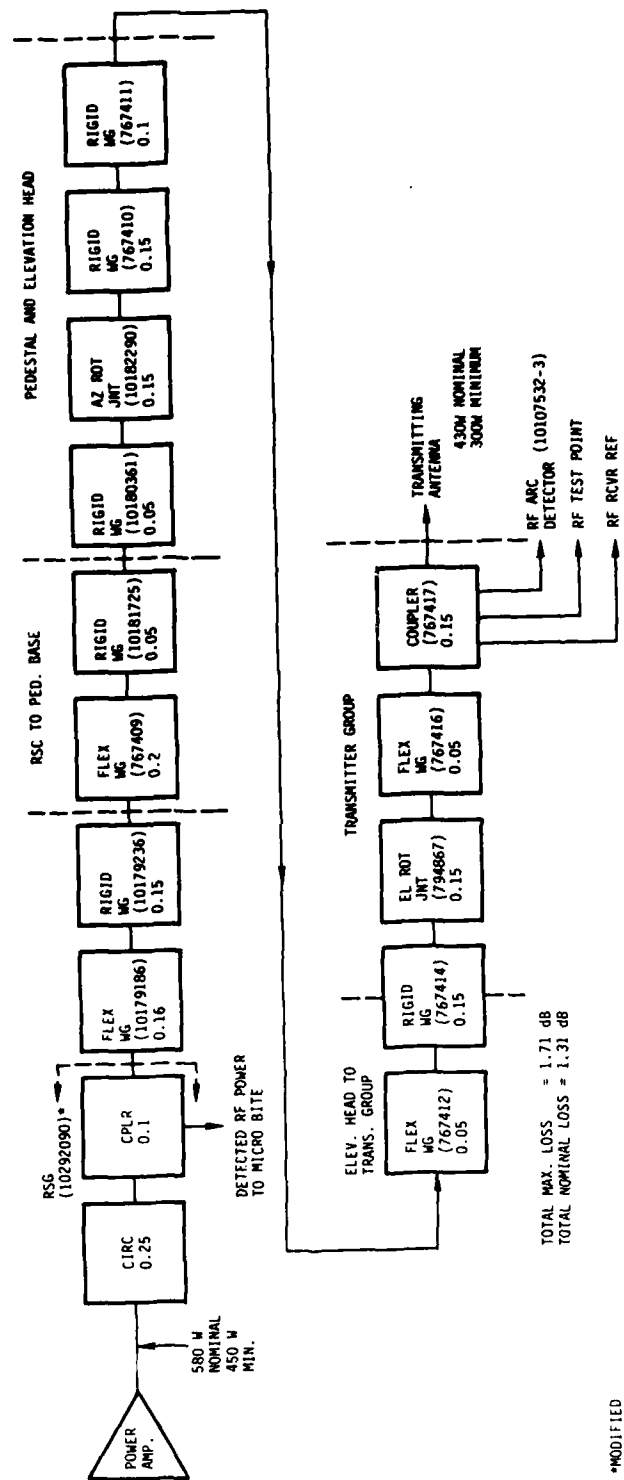 POWER
AMP.
580 W
NOMINAL
450 W
MIN.
CIRC
0.25
RSG
(10292090)*
CPLR
0.1
DETECTED RF POWER
TO MICRO BITE
FLEX
WG
(10179186)
0.16
RIGID
WG
(10179236)
0.15
RSC TO PED. BASE
FLEX
WG
(767409)
0.2
RIGID
WG
(10181725)
0.05
PEDESTAL AND ELEVATION HEAD
RIGID
WG
(10180361)
0.05
AZ ROT
JNT
(10182290)
0.15
RIGID
WG
(767410)
0.15
RIGID
WG
(767411)
0.1
ELEV. HEAD TO
TRANS. GROUP
FLEX
WG
(767412)
0.05
RIGID
WG
(767414)
0.15
TRANSMITTER GROUP
EL ROT
JNT
(794867)
0.15
FLEX
WG
(767416)
0.05
COUPLER
(767417)
0.15
TRANSMITTING
ANTENNA
430W NOMINAL
300W MINIMUM
RF ARC
DETECTOR (10107532-3)
RF TEST POINT
RF RCVR REF
TOTAL MAX. LOSS = 1.71 dB
TOTAL NOMINAL LOSS = 1.31 dB
*MODIFIED